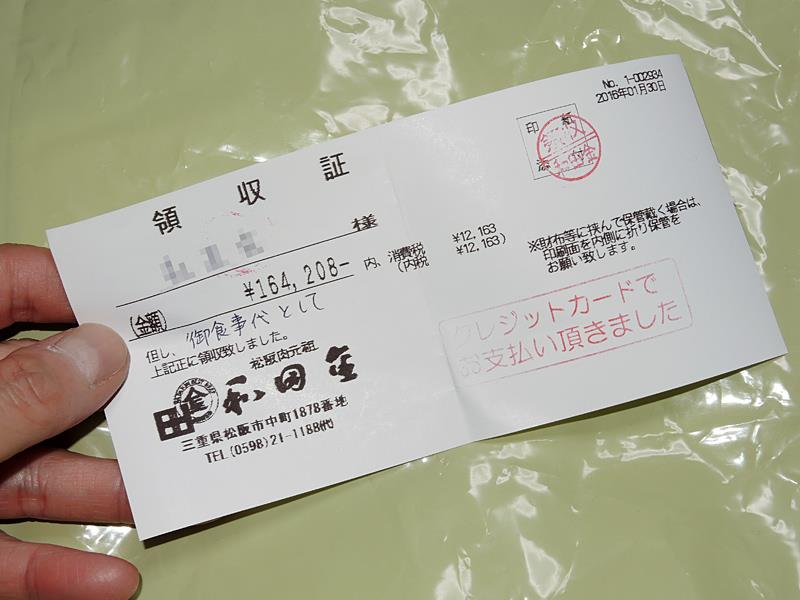 No. 1-002934
2016年01月30日
印紙
添付
領収証
様
¥164,208-
内、消費税 ¥12,163
(内税 ¥12,163)
(金額)
但し、御食事代として
上記正に領収致しました。
※財布等に挟んで保管戴く場合は、
印刷面を内側に折り保管を
お願い致します。
クレジットカードで
お支払い頂きました
松阪肉元祖
和田金
三重県松阪市中町1878番地
TEL(0598)21-1188㈹